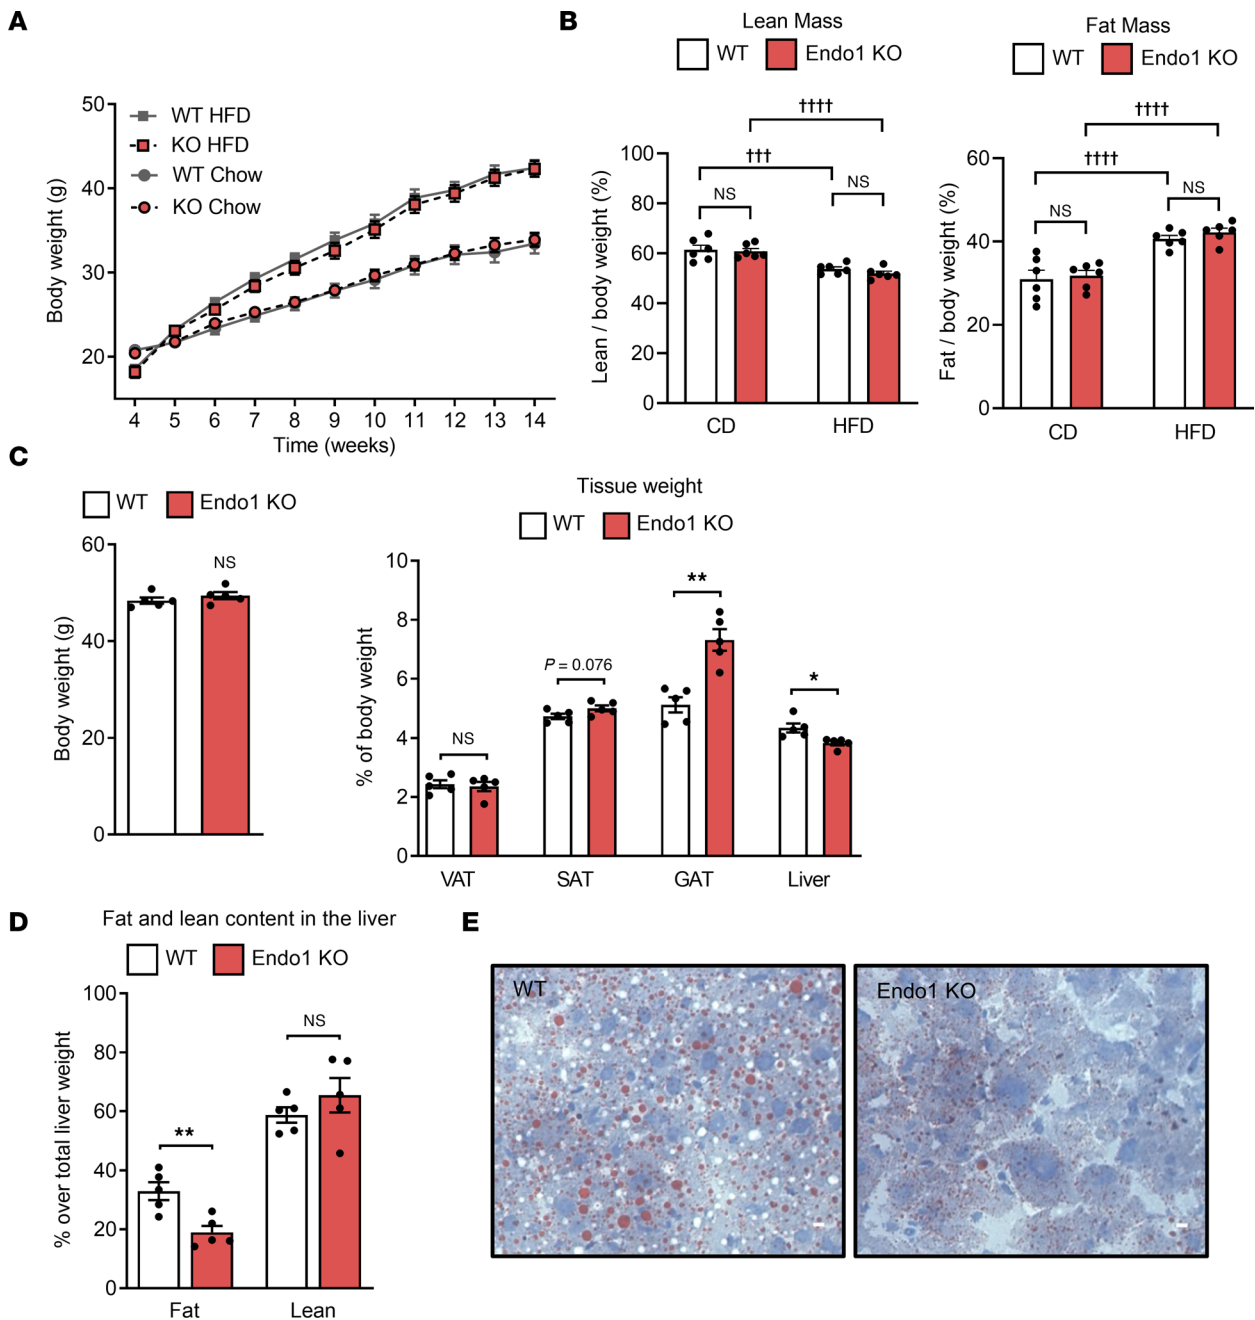 A
50
40
30
20
Body weight (g)
WT HFD
KO HFD
WT Chow
KO Chow
4 5 6 7 8 9 10 11 12 13 14
Time (weeks)
B
Lean Mass
WT Endo1 KO
††††
†††
NS
NS
100
80
60
40
20
0
Lean / body weight (%)
CD HFD
Fat Mass
WT Endo1 KO
††††
††††
NS
NS
60
40
20
0
Fat / body weight (%)
CD HFD
C
WT Endo1 KO
NS
60
40
20
0
Body weight (g)
Tissue weight
WT Endo1 KO
10
8
6
4
2
0
% of body weight
NS
P = 0.076
**
*
VAT SAT GAT Liver
D
Fat and lean content in the liver
WT Endo1 KO
100
80
60
40
20
0
% over total liver weight
**
NS
Fat Lean
E
WT
Endo1 KO